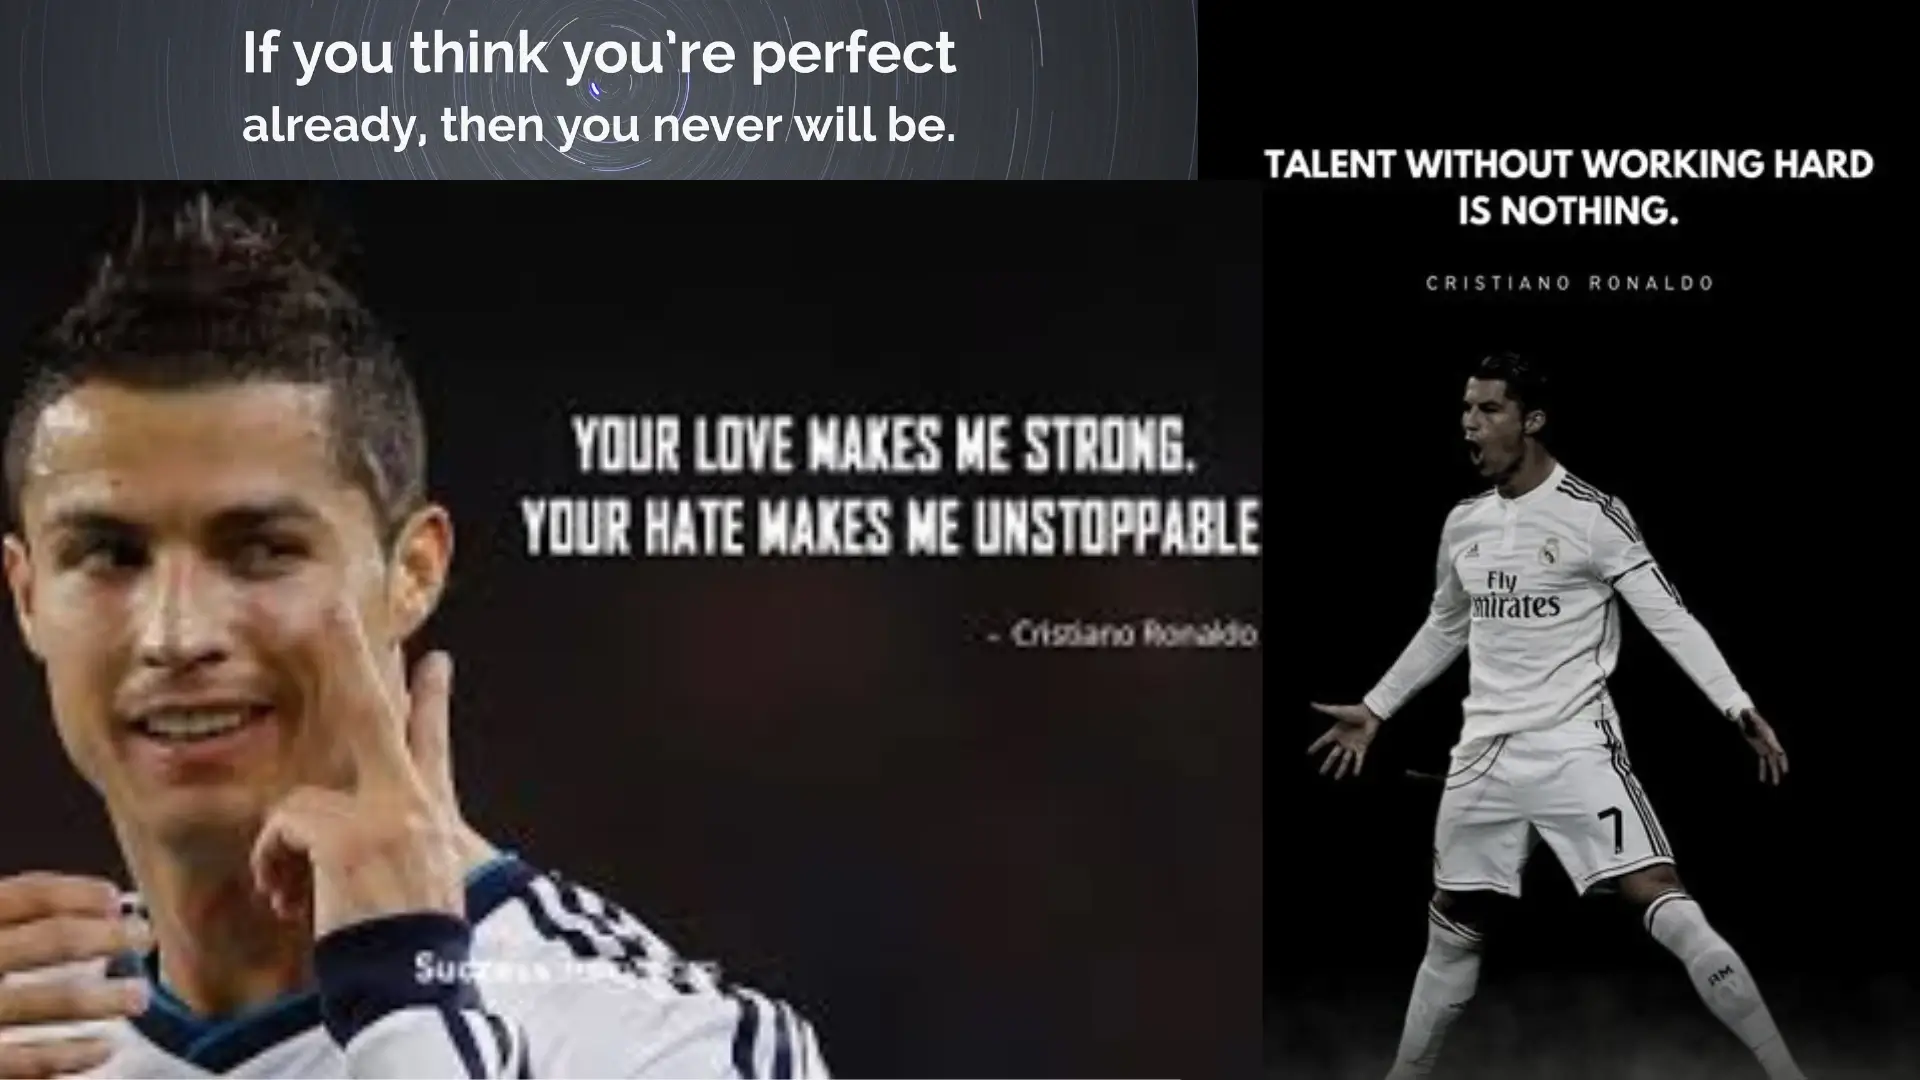 If you think you're perfect
already, then you never will be.
TALENT WITHOUT WORKING HARD
IS NOTHING.
CRISTIANO RONALDO
YOUR LOVE MAKES ME STRONG.
YOUR HATE MAKES ME UNSTOPPABLE
- Cristiano Ronaldo
Fly
Emirates
7
Success